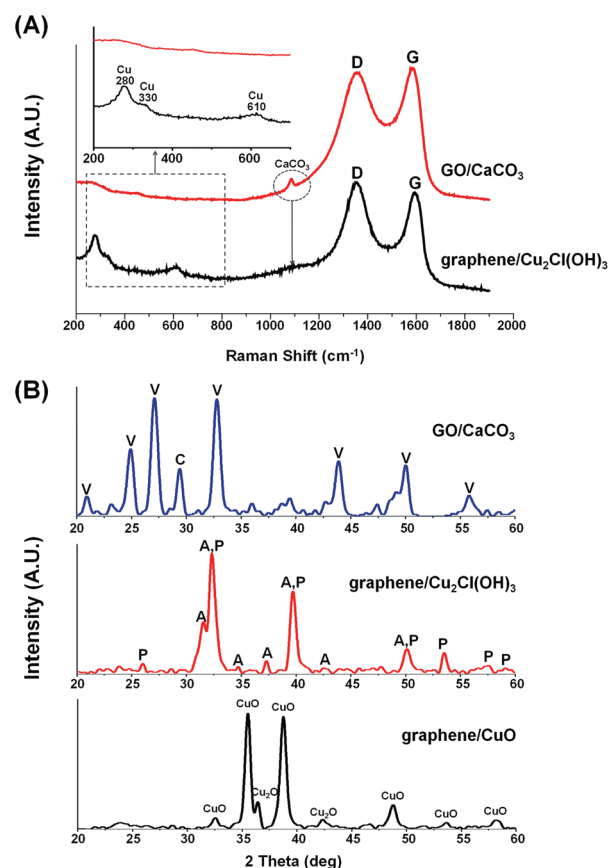 (A)
Cu
280
Cu
330
Cu
610
200
400
600
D
G
CaCO₃
GO/CaCO₃
D
G
graphene/Cu₂Cl(OH)₃
Intensity (A.U.)
200 400 600 800 1000 1200 1400 1600 1800 2000
Raman Shift (cm⁻¹)
(B)
V V V C V V V V
GO/CaCO₃
20 25 30 35 40 45 50 55 60
P A A,P A A A,P A A,P P P P
graphene/Cu₂Cl(OH)₃
20 25 30 35 40 45 50 55 60
Intensity (A.U.)
CuO CuO Cu₂O CuO Cu₂O CuO CuO CuO
graphene/CuO
20 25 30 35 40 45 50 55 60
2 Theta (deg)